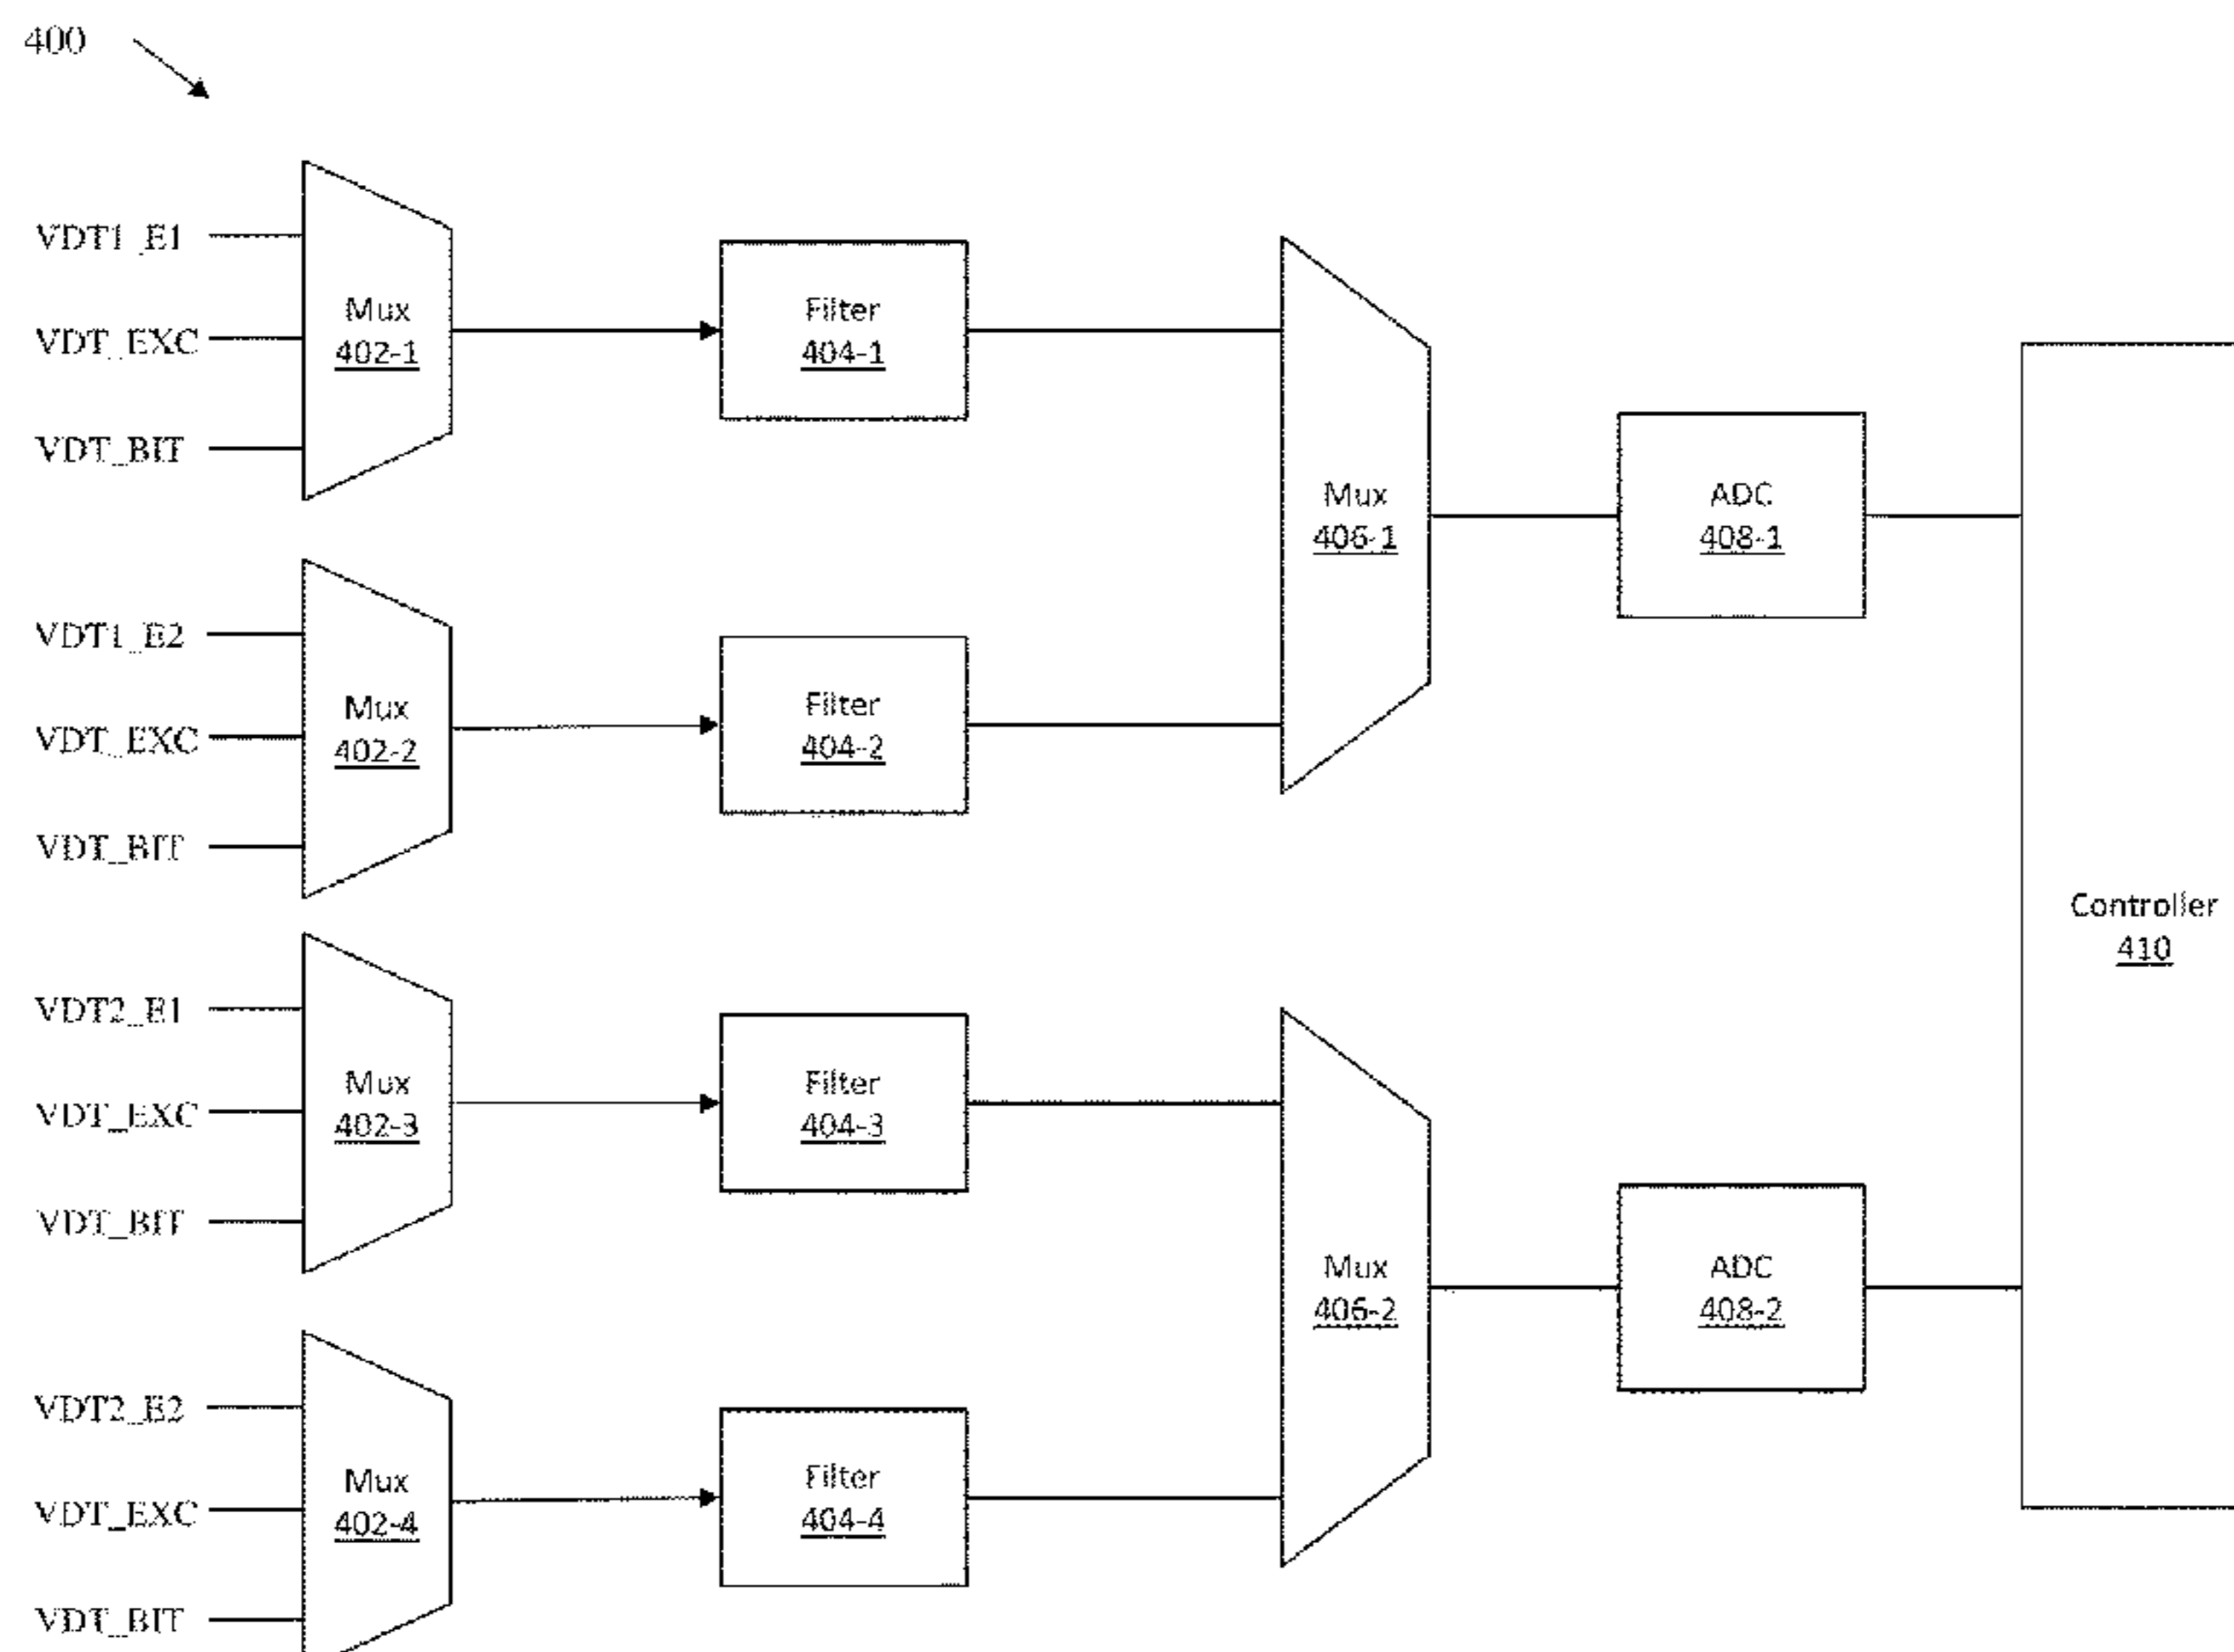 400
VDT1_E1
VDT_EXC
VDT_BIT
Mux
402-1
Filter
404-1
VDT1_E2
VDT_EXC
VDT_BIT
Mux
402-2
Filter
404-2
Mux
406-1
ADC
408-1
VDT2_E1
VDT_EXC
VDT_BIT
Mux
402-3
Filter
404-3
VDT2_E2
VDT_EXC
VDT_BIT
Mux
402-4
Filter
404-4
Mux
406-2
ADC
408-2
Controller
410